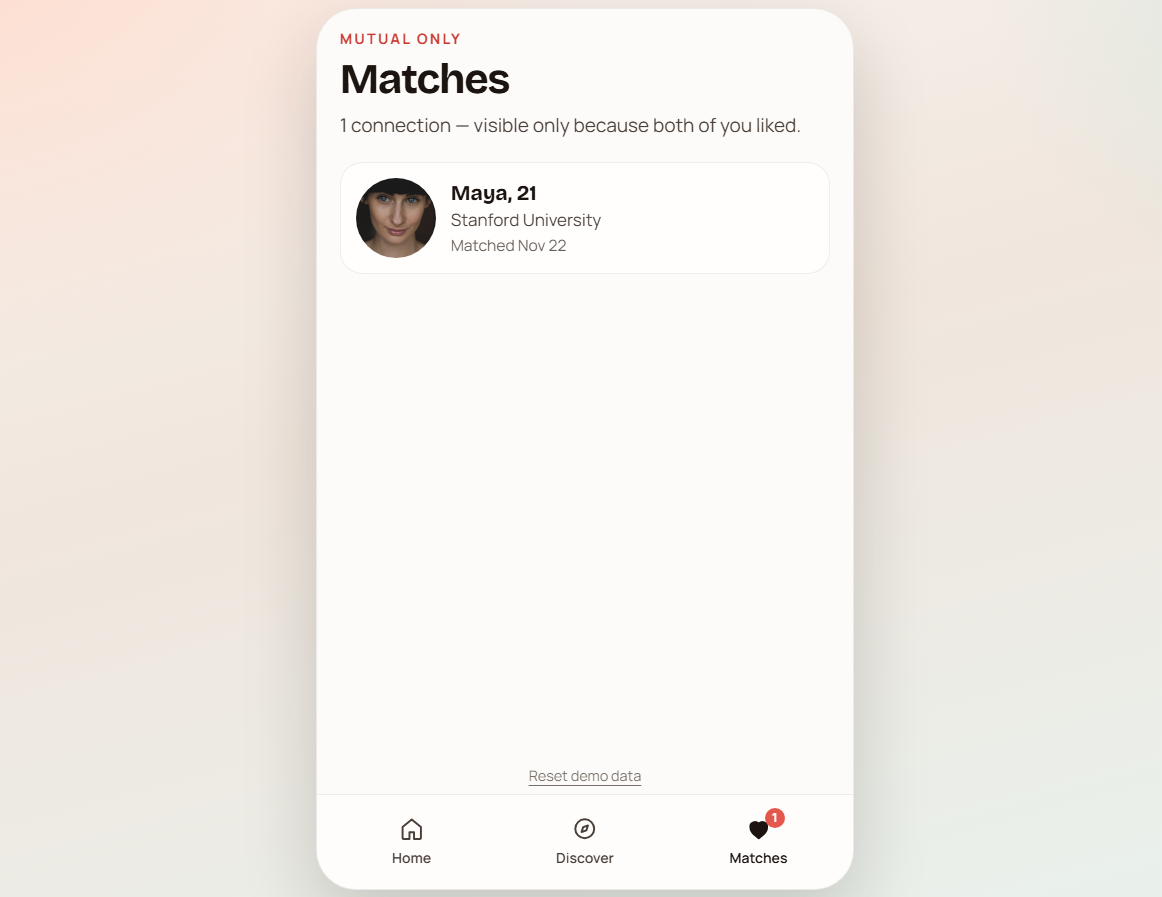 MUTUAL ONLY
Matches
1 connection — visible only because both of you liked.
Maya, 21
Stanford University
Matched Nov 22
Reset demo data
1
Home
Discover
Matches